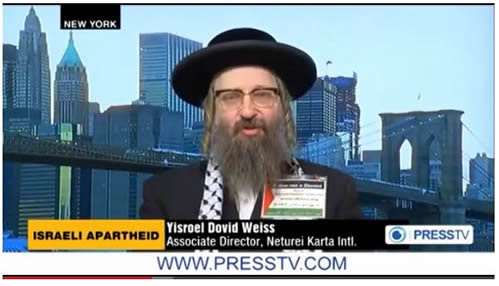 NEW YORK
ISRAELI APARTHEID
Yisroel Dovid Weiss
Associate Director, Neturei Karta Intl.
PRESSTV
WWW.PRESSTV.COM